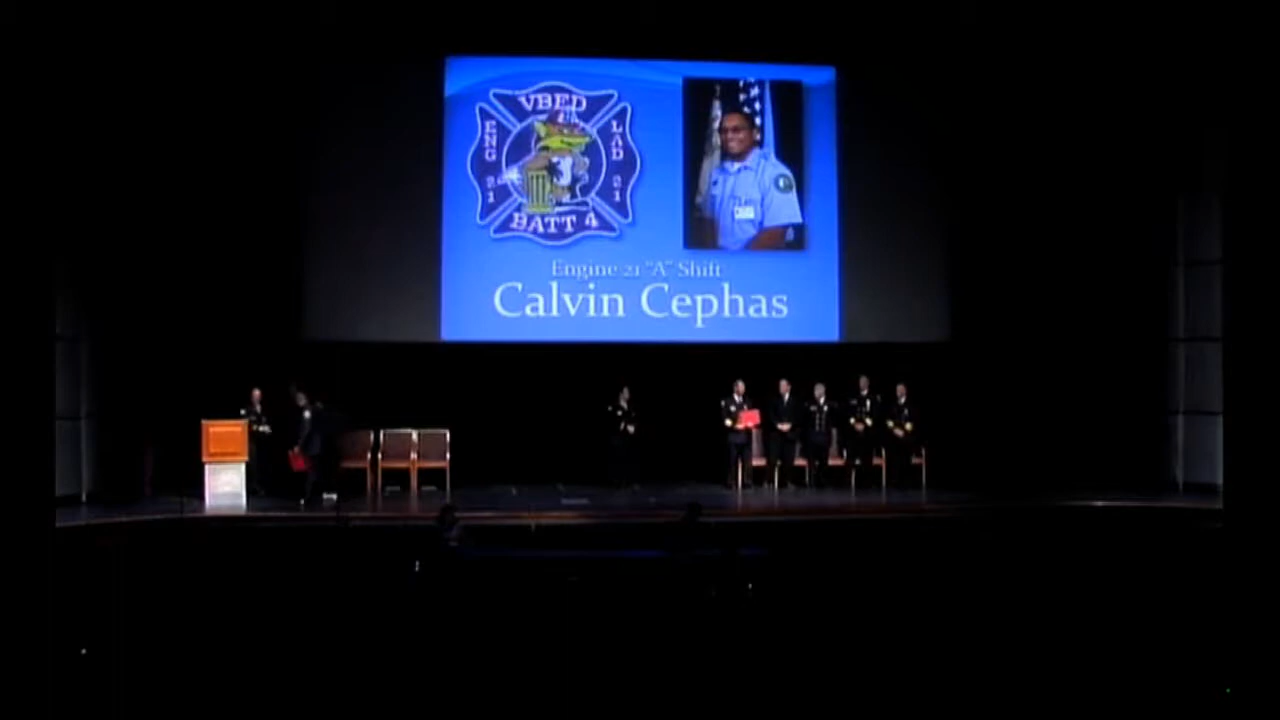 VBFD
ENG 21
LAD 21
BATT 4
Engine 21 "A" Shift
Calvin Cephas